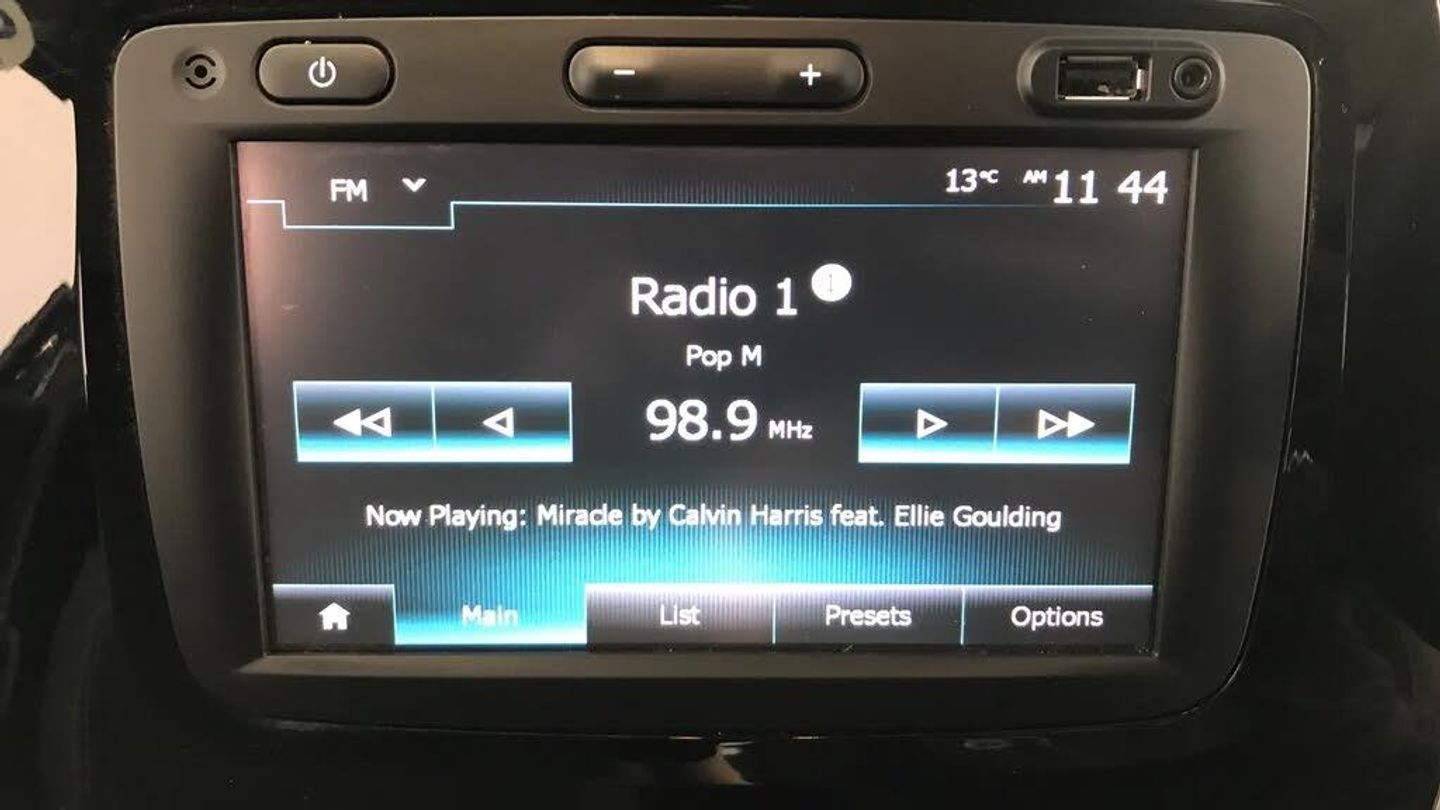 FM 13°C AM 11 44
Radio 1
Pop M
98.9 MHz
Now Playing: Miracle by Calvin Harris feat. Ellie Goulding
Main List Presets Options